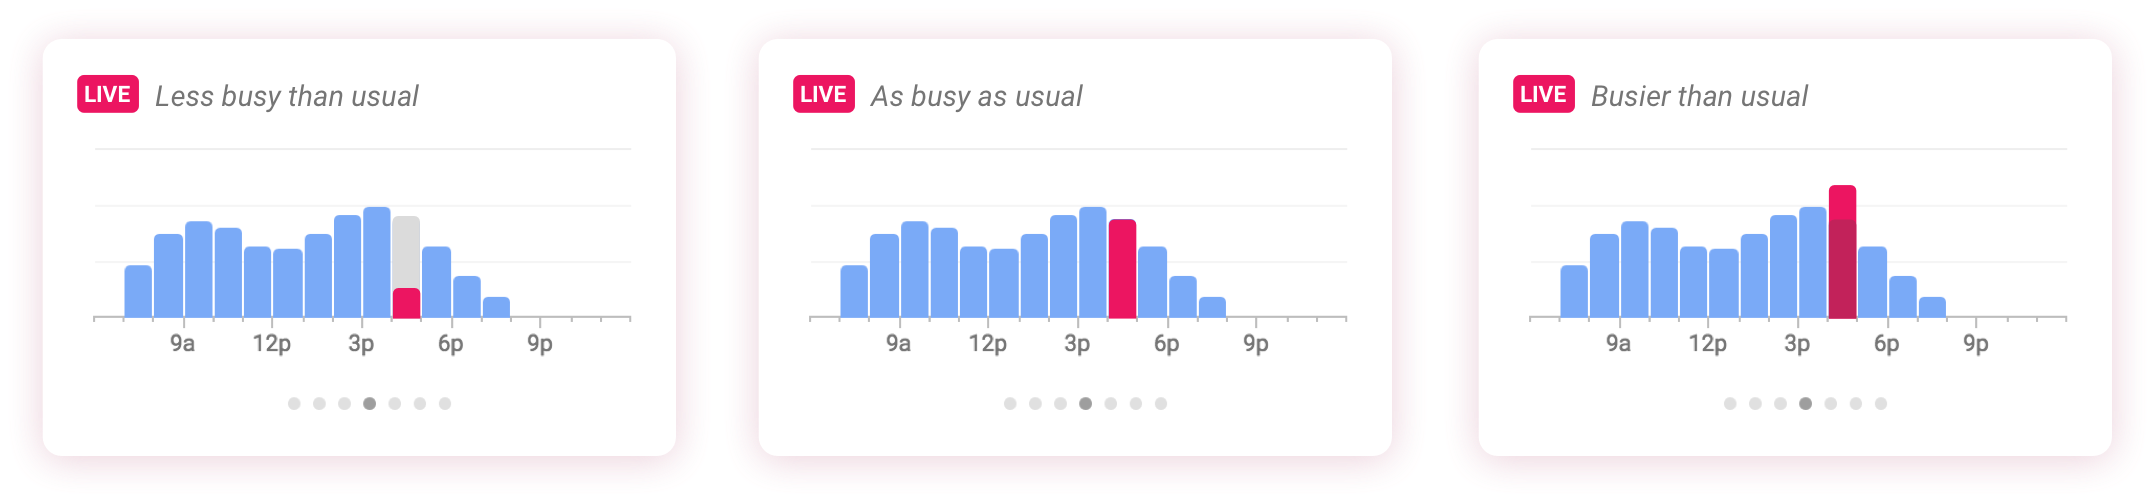 LIVE Less busy than usual
9a 12p 3p 6p 9p
LIVE As busy as usual
9a 12p 3p 6p 9p
LIVE Busier than usual
9a 12p 3p 6p 9p